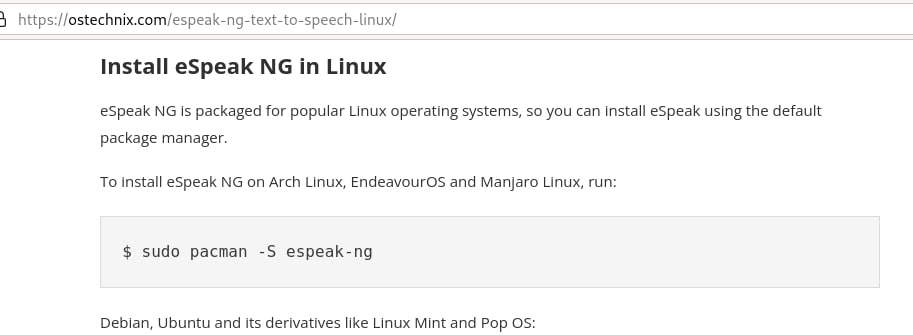 https://ostechnix.com/espeak-ng-text-to-speech-linux/
Install eSpeak NG in Linux
eSpeak NG is packaged for popular Linux operating systems, so you can install eSpeak using the default
package manager.
To install eSpeak NG on Arch Linux, EndeavourOS and Manjaro Linux, run:
$ sudo pacman -S espeak-ng
Debian, Ubuntu and its derivatives like Linux Mint and Pop OS: